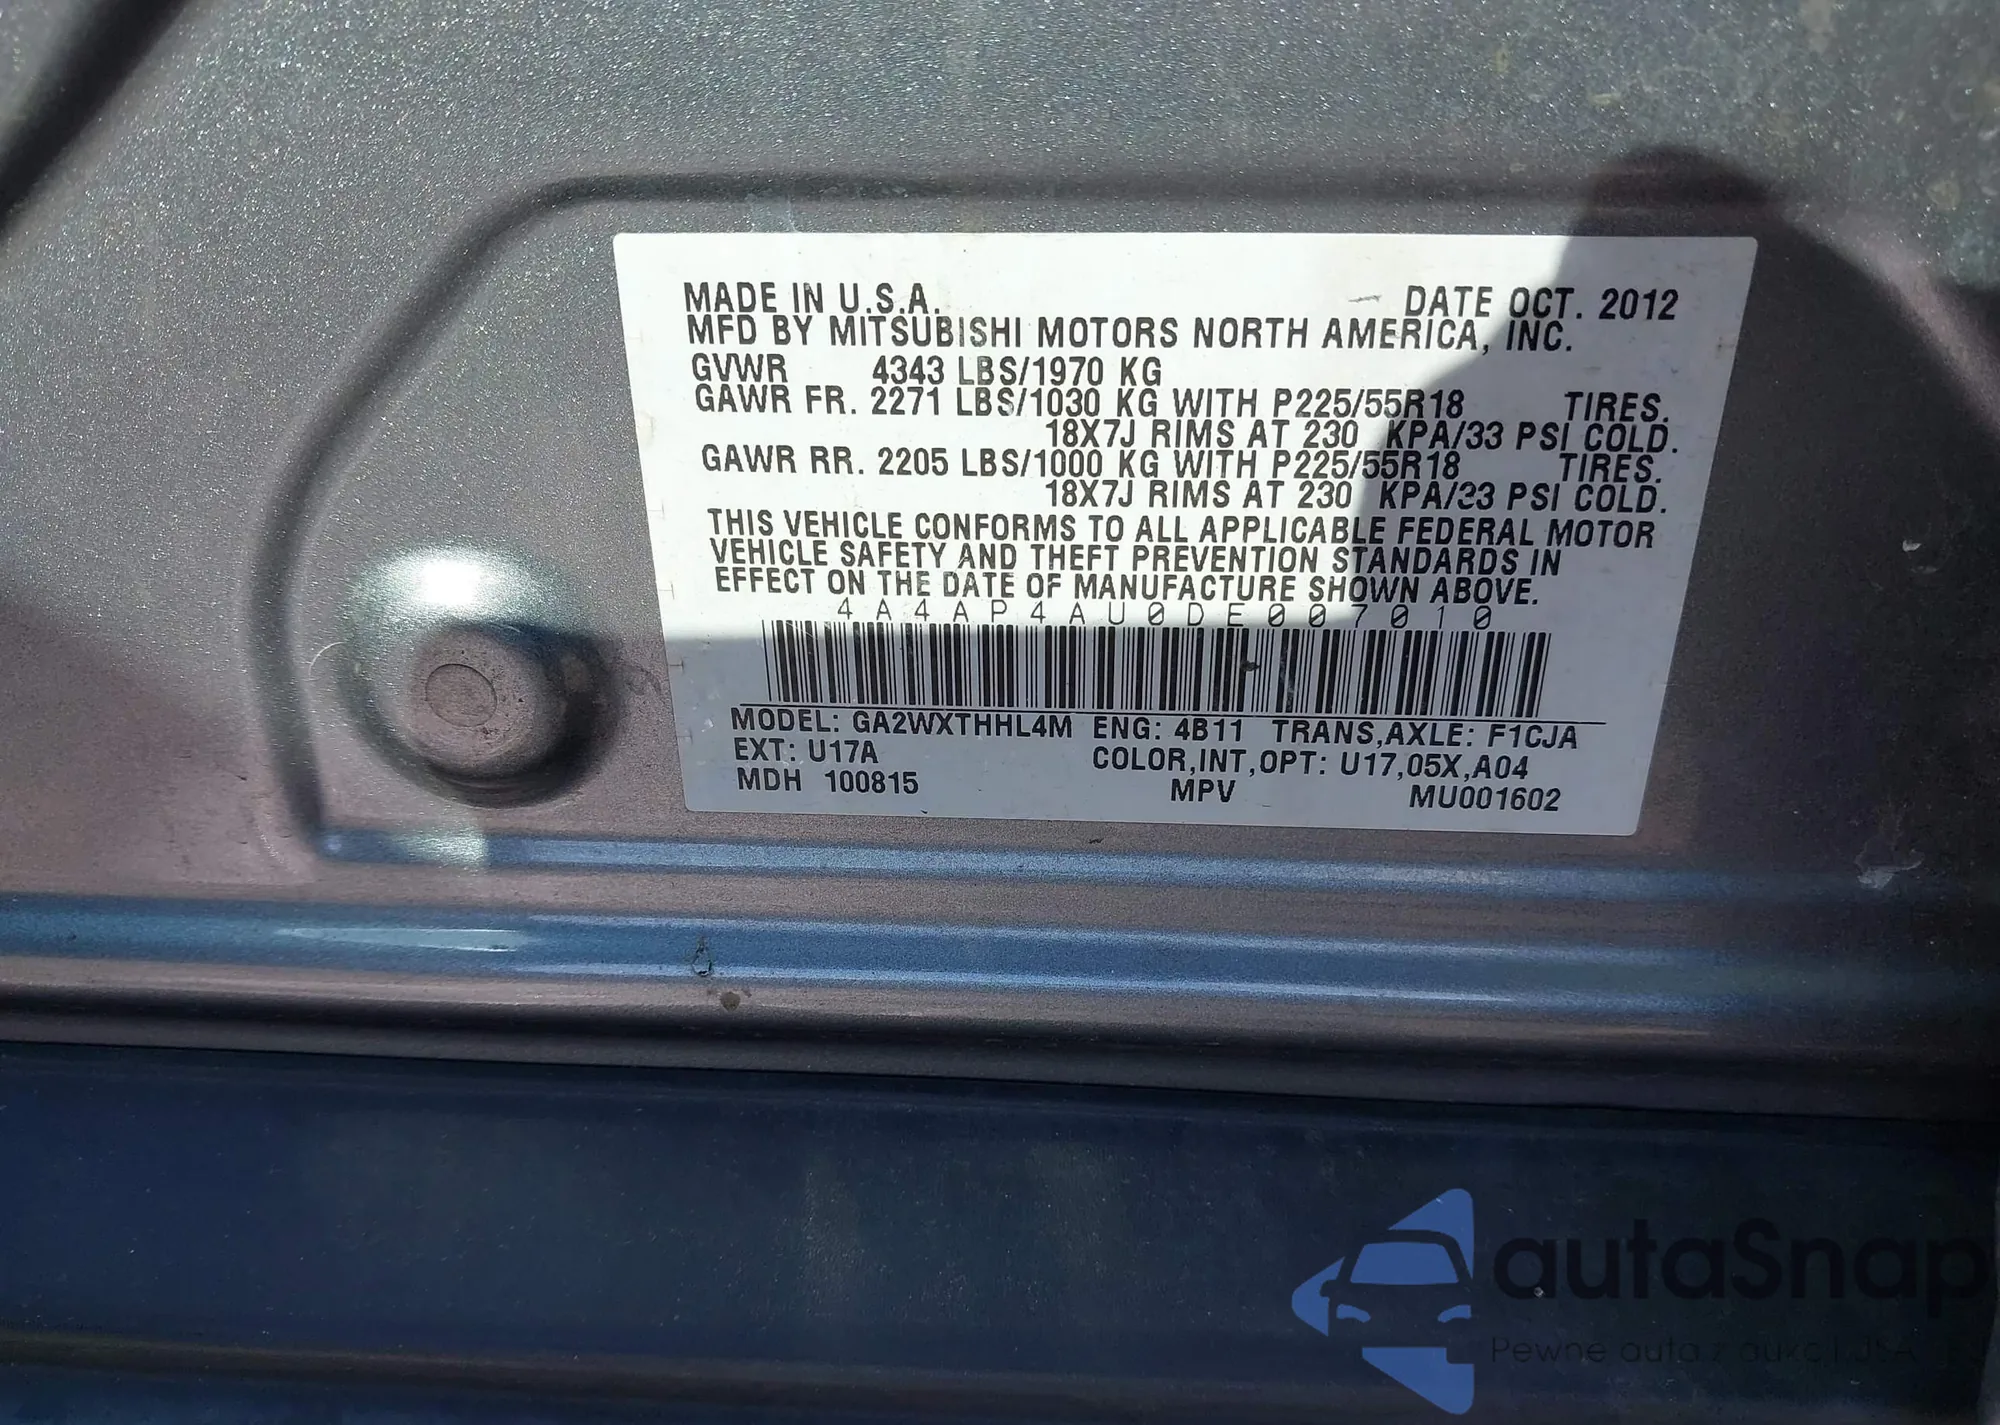 MADE IN U.S.A. DATE OCT. 2012
MFD BY MITSUBISHI MOTORS NORTH AMERICA, INC.
GVWR 4343 LBS/1970 KG
GAWR FR. 2271 LBS/1030 KG WITH P225/55R18 TIRES.
18X7J RIMS AT 230 KPA/33 PSI COLD.
GAWR RR. 2205 LBS/1000 KG WITH P225/55R18 TIRES.
18X7J RIMS AT 230 KPA/33 PSI COLD.
THIS VEHICLE CONFORMS TO ALL APPLICABLE FEDERAL MOTOR
VEHICLE SAFETY AND THEFT PREVENTION STANDARDS IN
EFFECT ON THE DATE OF MANUFACTURE SHOWN ABOVE.
4A4AP4AU0DE007010
MODEL: GA2WXTHHL4M ENG: 4B11 TRANS,AXLE: F1CJA
EXT: U17A COLOR,INT,OPT: U17,05X,A04
MDH 100815 MPV MU001602
autaSnap
Pewne auta z aukcji USA